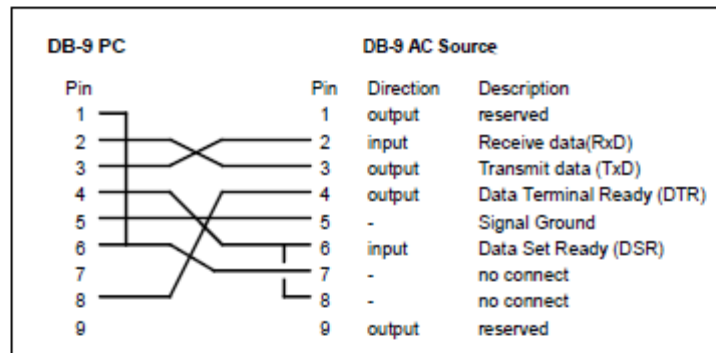 DB-9 PC DB-9 AC Source
Pin Pin Direction Description
1 1 output reserved
2 2 input Receive data(RxD)
3 3 output Transmit data (TxD)
4 4 output Data Terminal Ready (DTR)
5 5 - Signal Ground
6 6 input Data Set Ready (DSR)
7 7 - no connect
8 8 - no connect
9 9 output reserved